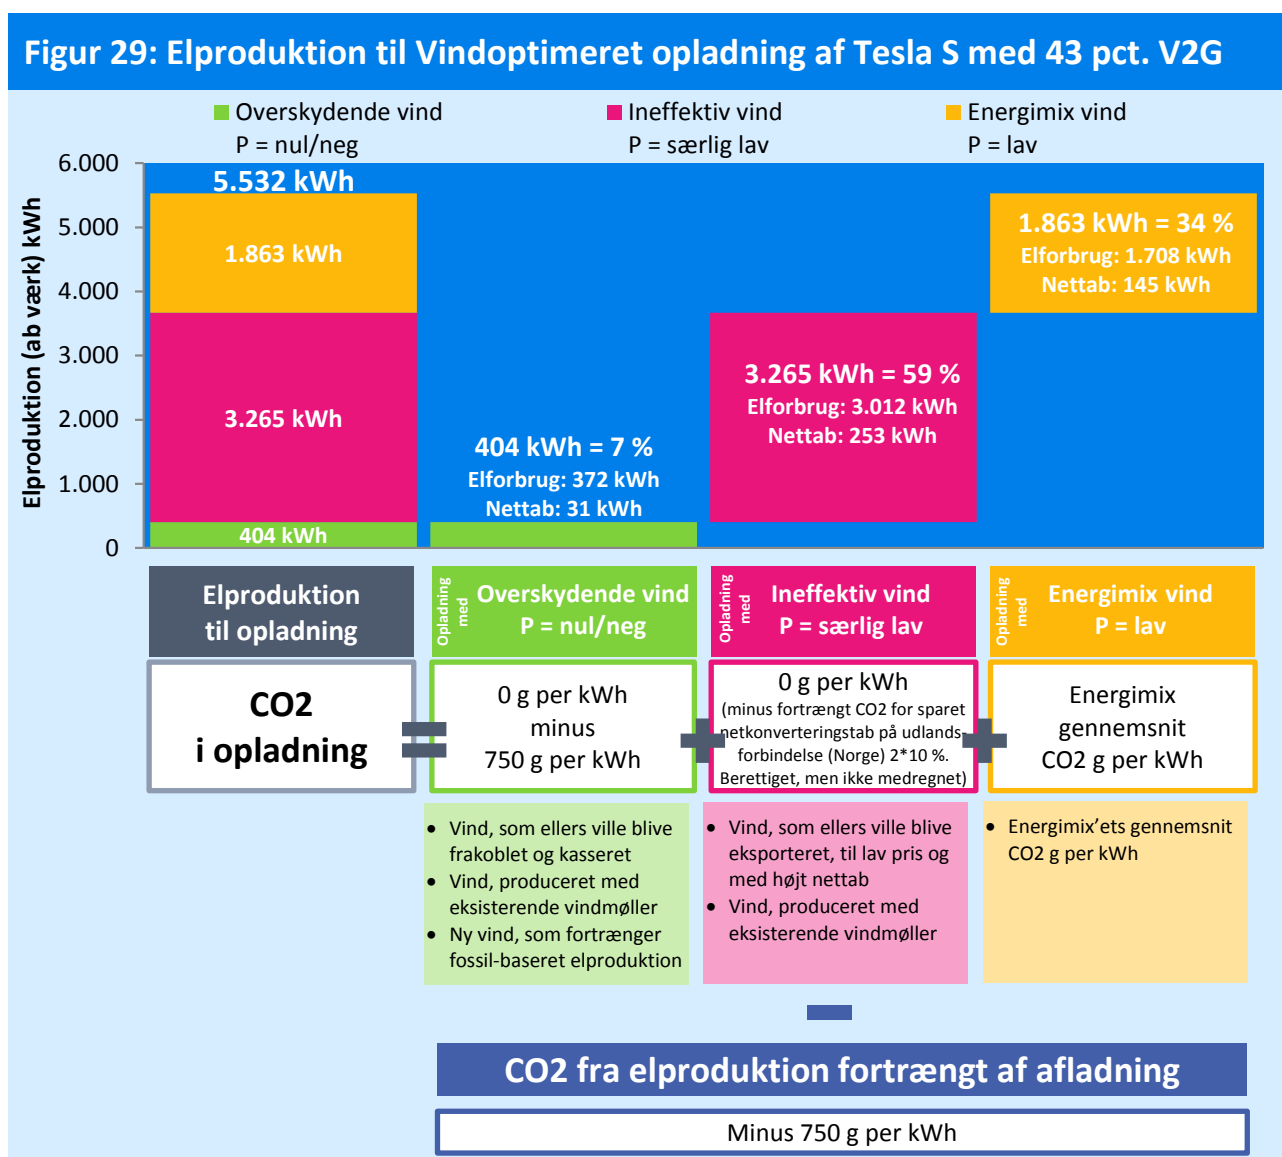 Figur 29: Elproduktion til Vindoptimeret opladning af Tesla S med 43 pct. V2G
Overskydende vind
P = nul/neg
Ineffektiv vind
P = særlig lav
Energimix vind
P = lav
Elproduktion (ab værk) kWh
6.000
5.000
4.000
3.000
2.000
1.000
0
5.532 kWh
1.863 kWh
3.265 kWh
404 kWh
404 kWh = 7 %
Elforbrug: 372 kWh
Nettab: 31 kWh
3.265 kWh = 59 %
Elforbrug: 3.012 kWh
Nettab: 253 kWh
1.863 kWh = 34 %
Elforbrug: 1.708 kWh
Nettab: 145 kWh
Elproduktion
til opladning
Opladning
med
Overskydende vind
P = nul/neg
Opladning
med
Ineffektiv vind
P = særlig lav
Opladning
med
Energimix vind
P = lav
CO2
i opladning
=
0 g per kWh
minus
750 g per kWh
+
0 g per kWh
(minus fortrængt CO2 for sparet
netkonverteringstab på udlands-
forbindelse (Norge) 2*10 %.
Berettiget, men ikke medregnet)
+
Energimix
gennemsnit
CO2 g per kWh
• Vind, som ellers ville blive
frakoblet og kasseret
• Vind, produceret med
eksisterende vindmøller
• Ny vind, som fortrænger
fossil-baseret elproduktion
• Vind, som ellers ville blive
eksporteret, til lav pris og
med højt nettab
• Vind, produceret med
eksisterende vindmøller
• Energimix’ets gennemsnit
CO2 g per kWh
CO2 fra elproduktion fortrængt af afladning
Minus 750 g per kWh